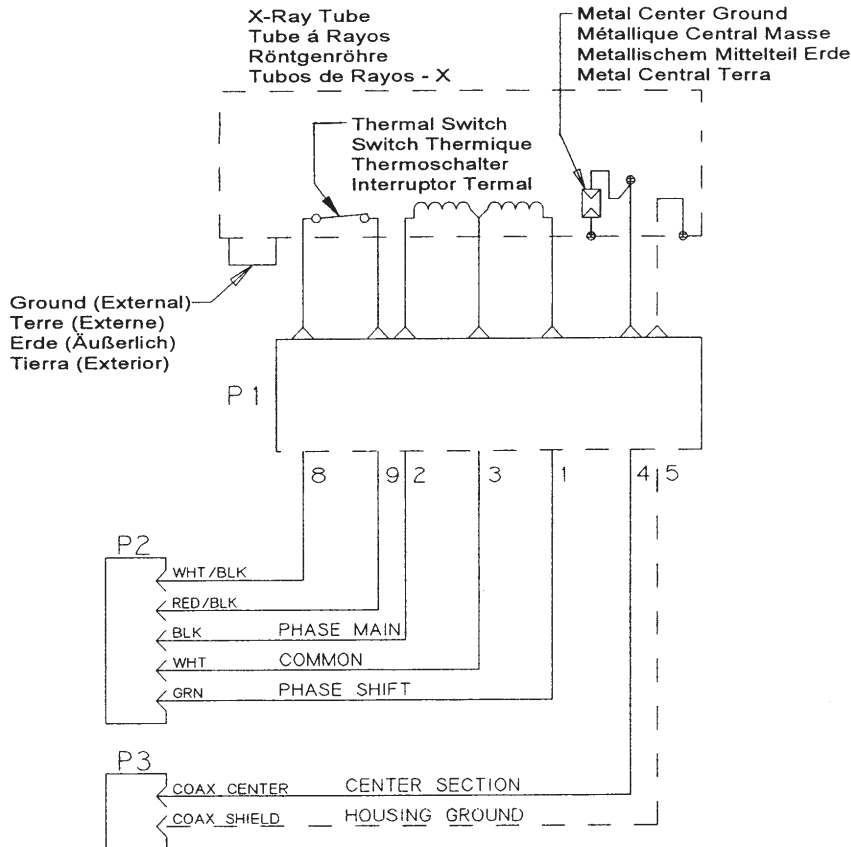 X-Ray Tube
Tube á Rayos
Röntgenröhre
Tubos de Rayos - X
Metal Center Ground
Métallique Central Masse
Metallischem Mittelteil Erde
Metal Central Terra
Thermal Switch
Switch Thermique
Thermoschalter
Interruptor Termal
Ground (External)
Terre (Externe)
Erde (Äußerlich)
Tierra (Exterior)
P1
8 9 2 3 1 4 5
P2
WHT/BLK
RED/BLK
BLK PHASE MAIN
WHT COMMON
GRN PHASE SHIFT
P3
COAX CENTER CENTER SECTION
COAX SHIELD HOUSING GROUND